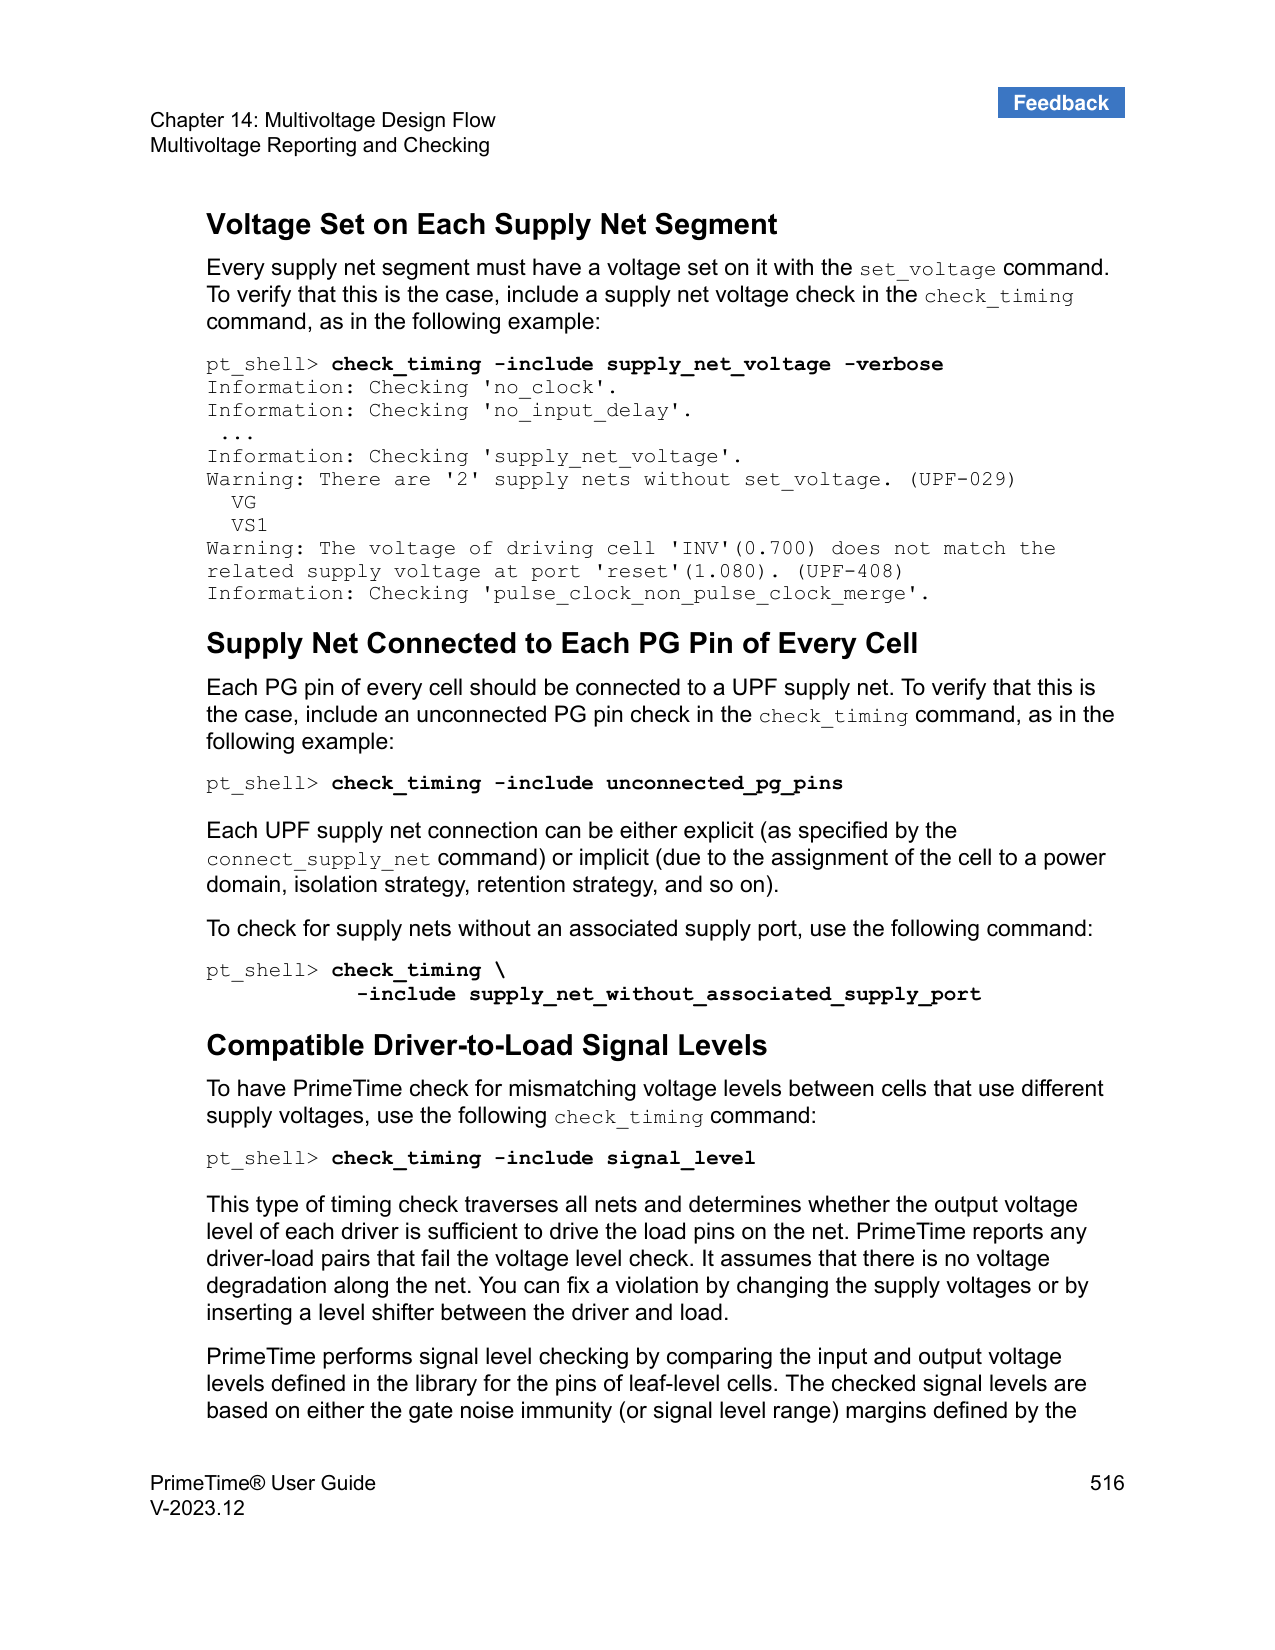 Feedback
Chapter 14: Multivoltage Design Flow
Multivoltage Reporting and Checking
Voltage Set on Each Supply Net Segment
Every supply net segment must have a voltage set on it with the set_voltage command.
To verify that this is the case, include a supply net voltage check in the check_timing
command, as in the following example:
pt_shell> check_timing -include supply_net_voltage -verbose
Information: Checking 'no_clock'.
Information: Checking 'no_input_delay'.
...
Information: Checking 'supply_net_voltage'.
Warning: There are '2' supply nets without set_voltage. (UPF-029)
VG
VS1
Warning: The voltage of driving cell 'INV'(0.700) does not match the
related supply voltage at port 'reset'(1.080). (UPF-408)
Information: Checking 'pulse_clock_non_pulse_clock_merge'.
Supply Net Connected to Each PG Pin of Every Cell
Each PG pin of every cell should be connected to a UPF supply net. To verify that this is
the case, include an unconnected PG pin check in the check_timing command, as in the
following example:
pt_shell> check_timing -include unconnected_pg_pins
Each UPF supply net connection can be either explicit (as specified by the
connect_supply_net command) or implicit (due to the assignment of the cell to a power
domain, isolation strategy, retention strategy, and so on).
To check for supply nets without an associated supply port, use the following command:
pt_shell> check_timing \
-include supply_net_without_associated_supply_port
Compatible Driver-to-Load Signal Levels
To have PrimeTime check for mismatching voltage levels between cells that use different
supply voltages, use the following check_timing command:
pt_shell> check_timing -include signal_level
This type of timing check traverses all nets and determines whether the output voltage
level of each driver is sufficient to drive the load pins on the net. PrimeTime reports any
driver-load pairs that fail the voltage level check. It assumes that there is no voltage
degradation along the net. You can fix a violation by changing the supply voltages or by
inserting a level shifter between the driver and load.
PrimeTime performs signal level checking by comparing the input and output voltage
levels defined in the library for the pins of leaf-level cells. The checked signal levels are
based on either the gate noise immunity (or signal level range) margins defined by the
PrimeTime® User Guide
516
V-2023.12